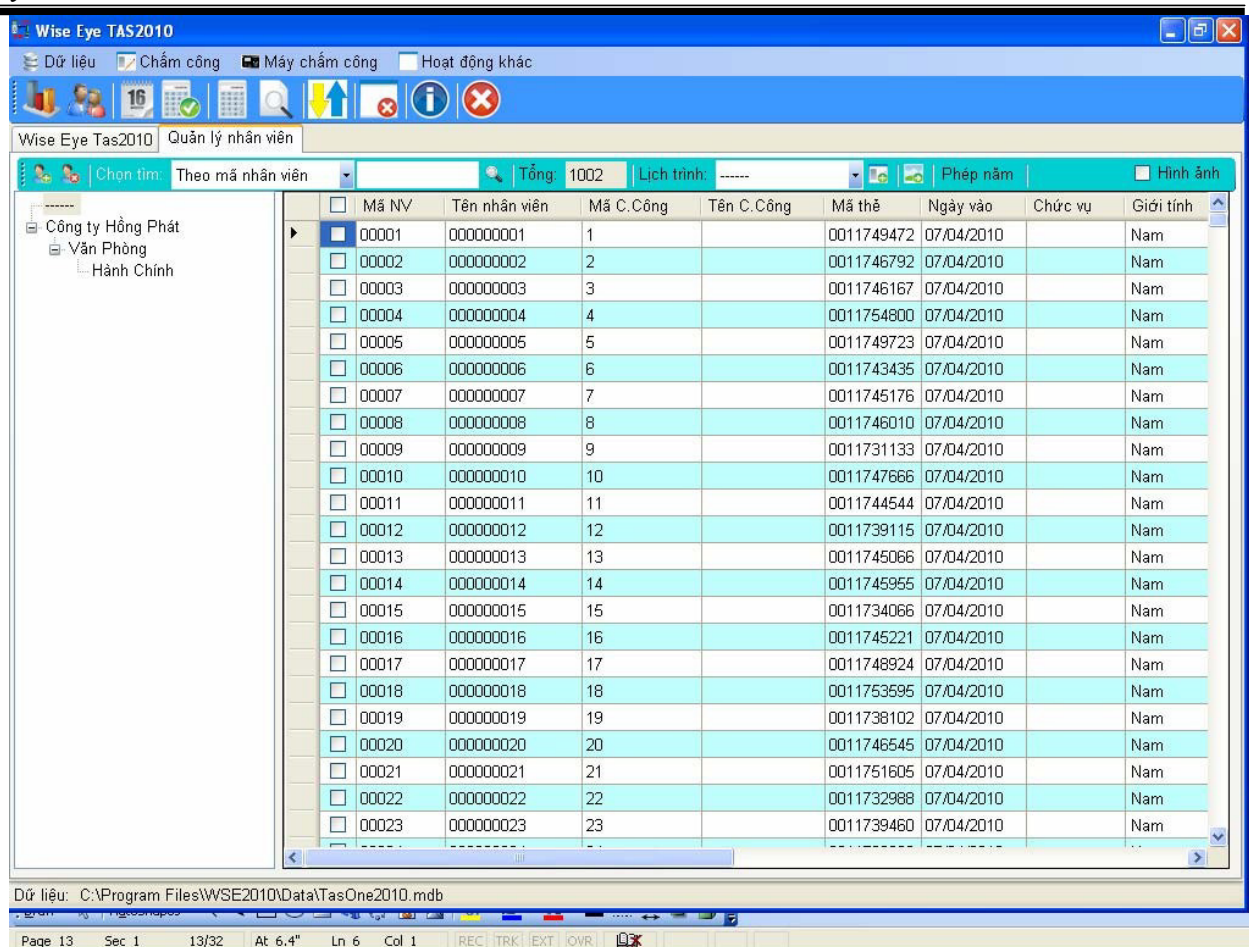 Wise Eye TAS2010
Dữ liệu Chấm công Máy chấm công Hoạt động khác
16
Wise Eye Tas2010 Quản lý nhân viên
Chọn tìm: Theo mã nhân viên Tổng: 1002 Lịch trình: ------ Phép năm Hình ảnh
------
Công ty Hồng Phát
Văn Phòng
Hành Chính
Mã NV Tên nhân viên Mã C.Công Tên C.Công Mã thẻ Ngày vào Chức vụ Giới tính
00001 000000001 1 0011749472 07/04/2010 Nam
00002 000000002 2 0011746792 07/04/2010 Nam
00003 000000003 3 0011746167 07/04/2010 Nam
00004 000000004 4 0011754800 07/04/2010 Nam
00005 000000005 5 0011749723 07/04/2010 Nam
00006 000000006 6 0011743435 07/04/2010 Nam
00007 000000007 7 0011745176 07/04/2010 Nam
00008 000000008 8 0011746010 07/04/2010 Nam
00009 000000009 9 0011731133 07/04/2010 Nam
00010 000000010 10 0011747666 07/04/2010 Nam
00011 000000011 11 0011744544 07/04/2010 Nam
00012 000000012 12 0011739115 07/04/2010 Nam
00013 000000013 13 0011745066 07/04/2010 Nam
00014 000000014 14 0011745955 07/04/2010 Nam
00015 000000015 15 0011734066 07/04/2010 Nam
00016 000000016 16 0011745221 07/04/2010 Nam
00017 000000017 17 0011748924 07/04/2010 Nam
00018 000000018 18 0011753595 07/04/2010 Nam
00019 000000019 19 0011738102 07/04/2010 Nam
00020 000000020 20 0011746545 07/04/2010 Nam
00021 000000021 21 0011751605 07/04/2010 Nam
00022 000000022 22 0011732988 07/04/2010 Nam
00023 000000023 23 0011739460 07/04/2010 Nam
Dữ liệu: C:\Program Files\WSE2010\Data\TasOne2010.mdb
Page 13 Sec 1 13/32 At 6.4" Ln 6 Col 1 REC TRK EXT OVR